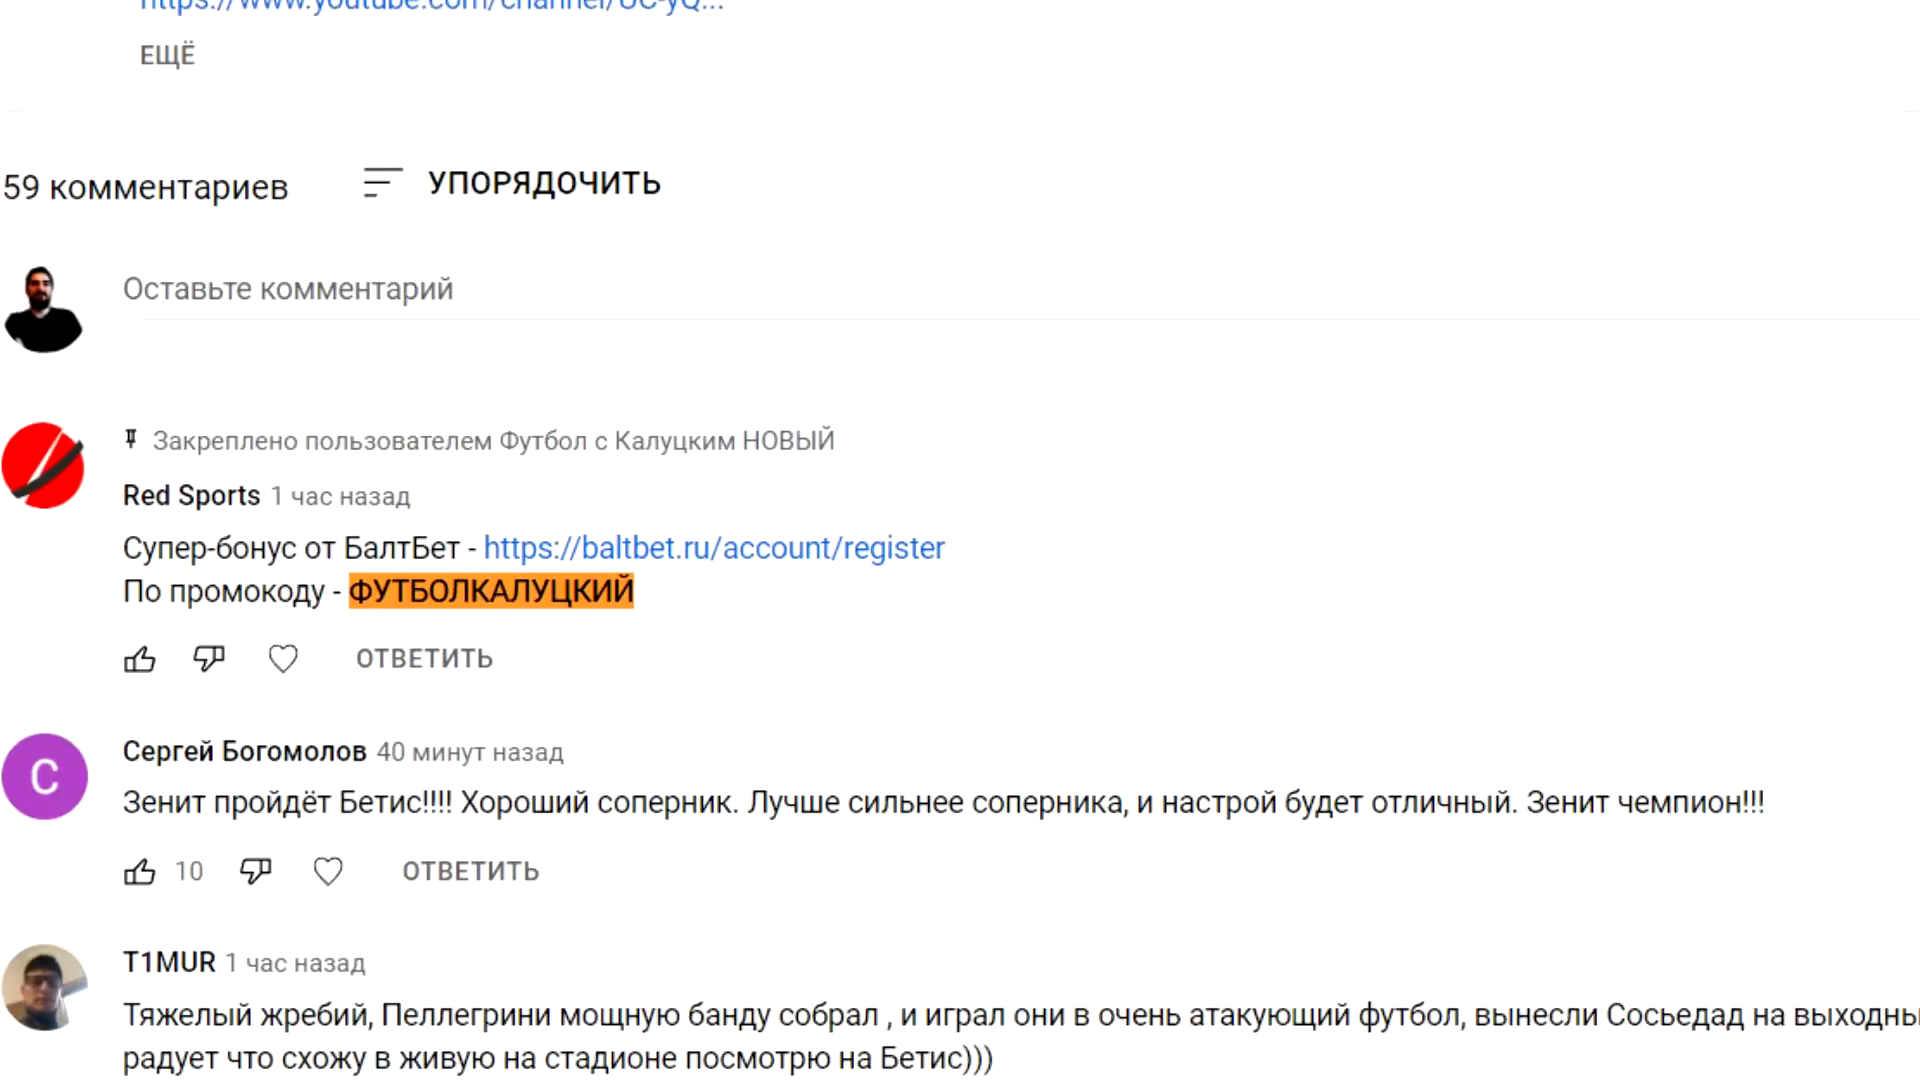 https://www.youtube.com/channel/UC-yQ...
ЕЩЁ
59 комментариев
УПОРЯДОЧИТЬ
Оставьте комментарий
Закреплено пользователем Футбол с Калуцким НОВЫЙ
Red Sports 1 час назад
Супер-бонус от БалтБет - https://baltbet.ru/account/register
По промокоду - ФУТБОЛКАЛУЦКИЙ
ОТВЕТИТЬ
С
Сергей Богомолов 40 минут назад
Зенит пройдёт Бетис!!!! Хороший соперник. Лучше сильнее соперника, и настрой будет отличный. Зенит чемпион!!!
10 ОТВЕТИТЬ
T1MUR 1 час назад
Тяжелый жребий, Пеллегрини мощную банду собрал , и играл они в очень атакующий футбол, вынесли Сосьедад на выходны
радует что схожу в живую на стадионе посмотрю на Бетис)))